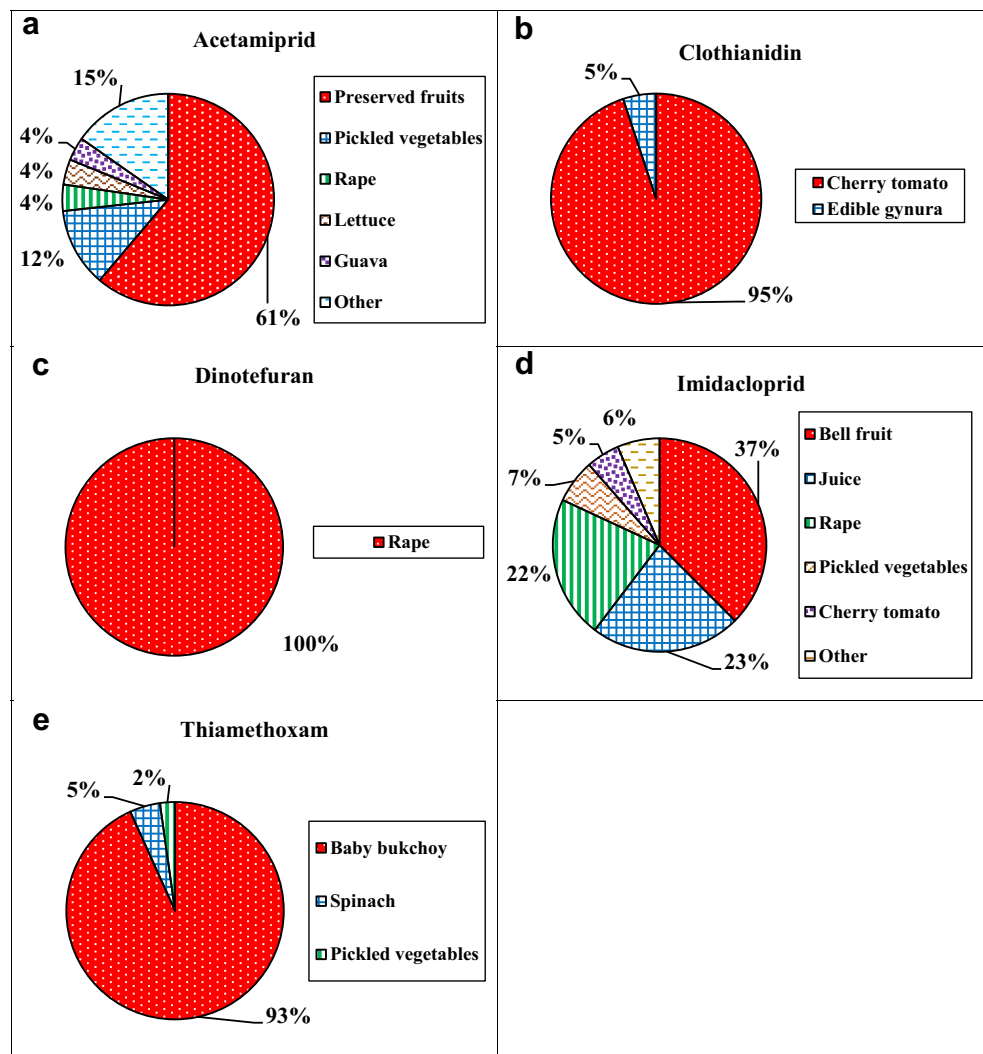 a
Acetamiprid
15%
4%
4%
4%
12%
61%
Preserved fruits
Pickled vegetables
Rape
Lettuce
Guava
Other
b
Clothianidin
5%
95%
Cherry tomato
Edible gynura
c
Dinotefuran
100%
Rape
d
Imidacloprid
6%
5%
7%
22%
37%
23%
Bell fruit
Juice
Rape
Pickled vegetables
Cherry tomato
Other
e
Thiamethoxam
2%
5%
93%
Baby bukchoy
Spinach
Pickled vegetables